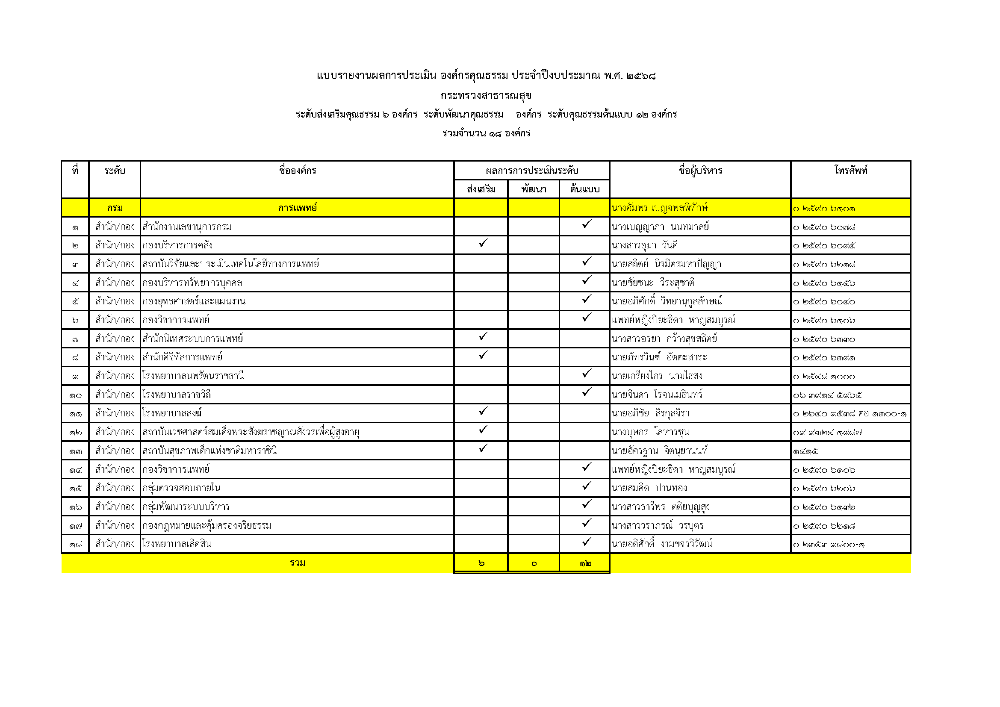 แบบรายงานผลการประเมิน องค์กรคุณธรรม ประจำปีงบประมาณ พ.ศ. ๒๕๖๘
กระทรวงสาธารณสุข
ระดับส่งเสริมคุณธรรม ๖ องค์กร ระดับพัฒนาคุณธรรม องค์กร ระดับคุณธรรมต้นแบบ ๑๒ องค์กร
รวมจำนวน ๑๘ องค์กร
ที่ ระดับ ชื่อองค์กร ผลการการประเมินระดับ ชื่อผู้บริหาร โทรศัพท์
ส่งเสริม พัฒนา ต้นแบบ
กรม การแพทย์ นางอัมพร เบญจพลพิทักษ์ ๐ ๒๕๙๐ ๖๑๐๑
๑ สำนัก/กอง สำนักงานเลขานุการกรม ✓ นางเบญญาภา นนทมาลย์ ๐ ๒๕๙๐ ๖๐๗๘
๒ สำนัก/กอง กองบริหารการคลัง ✓ นางสาวอุมา วันดี ๐ ๒๕๙๐ ๖๐๙๕
๓ สำนัก/กอง สถาบันวิจัยและประเมินเทคโนโลยีทางการแพทย์ ✓ นายสถิตย์ นิรมิตรมหาปัญญา ๐ ๒๕๙๐ ๖๒๑๘
๔ สำนัก/กอง กองบริหารทรัพยากรบุคคล ✓ นายชัยชนะ วีระสุชาติ ๐ ๒๕๙๐ ๖๑๕๖
๕ สำนัก/กอง กองยุทธศาสตร์และแผนงาน ✓ นายอภิศักดิ์ วิทยานุกูลลักษณ์ ๐ ๒๕๙๐ ๖๐๔๐
๖ สำนัก/กอง กองวิชาการแพทย์ ✓ แพทย์หญิงปิยะธิดา หาญสมบูรณ์ ๐ ๒๕๙๐ ๖๑๐๖
๗ สำนัก/กอง สำนักนิเทศระบบการแพทย์ ✓ นางสาวอรยา กว้างสุขสถิตย์ ๐ ๒๕๙๐ ๖๓๓๐
๘ สำนัก/กอง สำนักดิจิทัลการแพทย์ ✓ นายภัทรวินฑ์ อัตตะสาระ ๐ ๒๕๙๐ ๖๓๙๑
๙ สำนัก/กอง โรงพยาบาลนพรัตนราชธานี ✓ นายเกรียงไกร นามไธสง ๐ ๒๕๔๘ ๑๐๐๐
๑๐ สำนัก/กอง โรงพยาบาลราชวิถี ✓ นายจินดา โรจนเมธินทร์ ๐๖ ๓๙๑๔ ๕๙๖๕
๑๑ สำนัก/กอง โรงพยาบาลสงฆ์ ✓ นายอภิชัย สิรกุลจิรา ๐ ๒๖๔๐ ๙๕๓๘ ต่อ ๑๓๐๐-๑
๑๒ สำนัก/กอง สถาบันเวชศาสตร์สมเด็จพระสังฆราชญาณสังวรเพื่อผู้สูงอายุ ✓ นางบุษกร โลหารชุน ๐๙ ๙๓๒๔ ๑๙๘๗
๑๓ สำนัก/กอง สถาบันสุขภาพเด็กแห่งชาติมหาราชินี ✓ นายอัครฐาน จิตนุยานนท์ ๑๔๑๕
๑๔ สำนัก/กอง กองวิชาการแพทย์ ✓ แพทย์หญิงปิยะธิดา หาญสมบูรณ์ ๐ ๒๕๙๐ ๖๑๐๖
๑๕ สำนัก/กอง กลุ่มตรวจสอบภายใน ✓ นายสมคิด ปานทอง ๐ ๒๕๙๐ ๖๒๐๖
๑๖ สำนัก/กอง กลุ่มพัฒนาระบบบริหาร ✓ นางสาวธารีพร ตติยบุญสูง ๐ ๒๕๙๐ ๖๑๓๒
๑๗ สำนัก/กอง กองกฎหมายและคุ้มครองจริยธรรม ✓ นางสาววราภรณ์ วรบุตร ๐ ๒๕๙๐ ๖๒๑๘
๑๘ สำนัก/กอง โรงพยาบาลเลิดสิน ✓ นายอดิศักดิ์ งามขจรวิวัฒน์ ๐ ๒๓๕๓ ๙๘๐๐-๑
รวม ๖ ๐ ๑๒